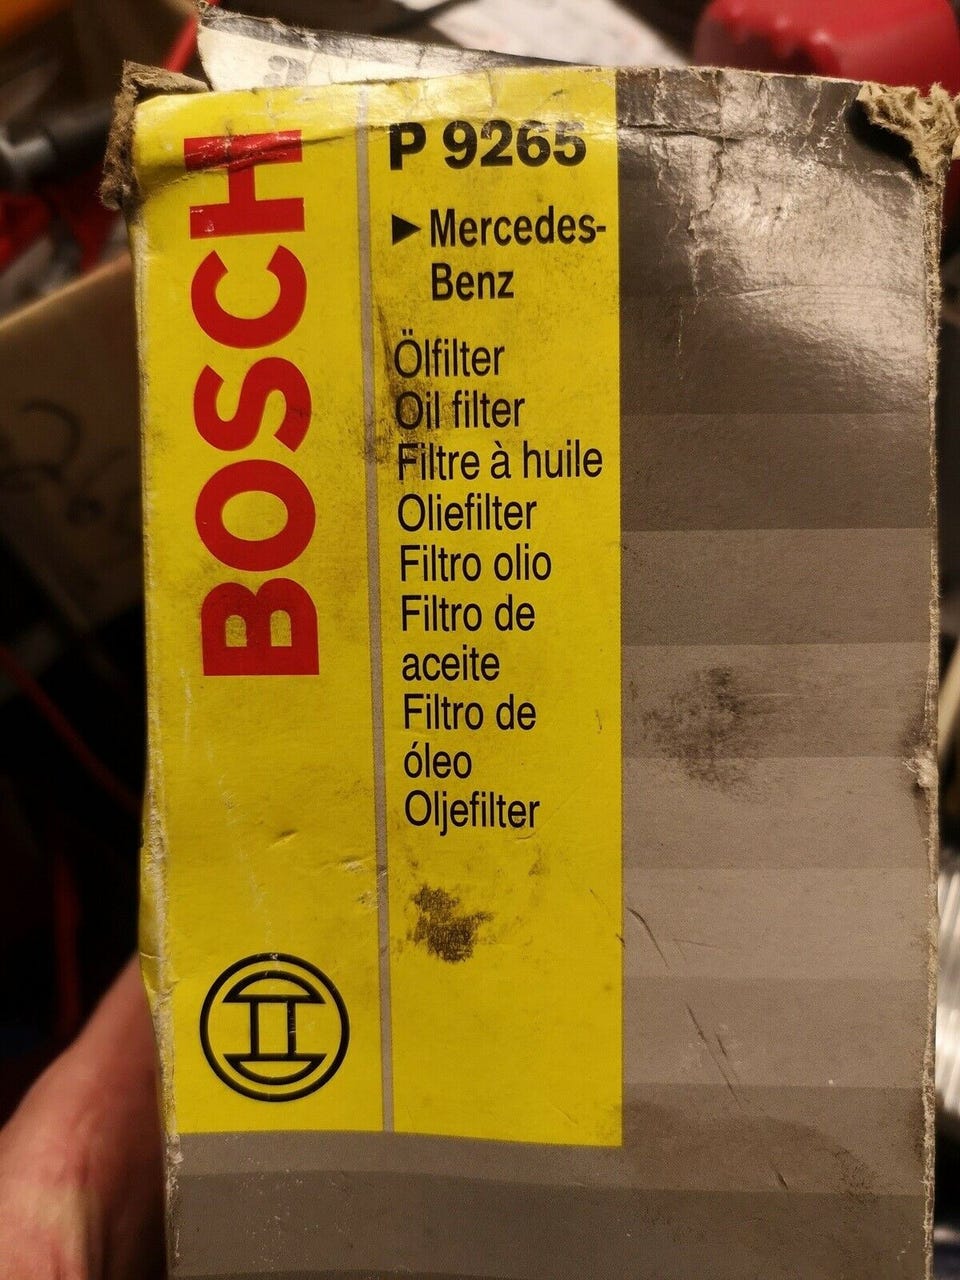 BOSCH
P 9265
►Mercedes-
Benz
Ölfilter
Oil filter
Filtre à huile
Oliefilter
Filtro olio
Filtro de
aceite
Filtro de
óleo
Oljefilter